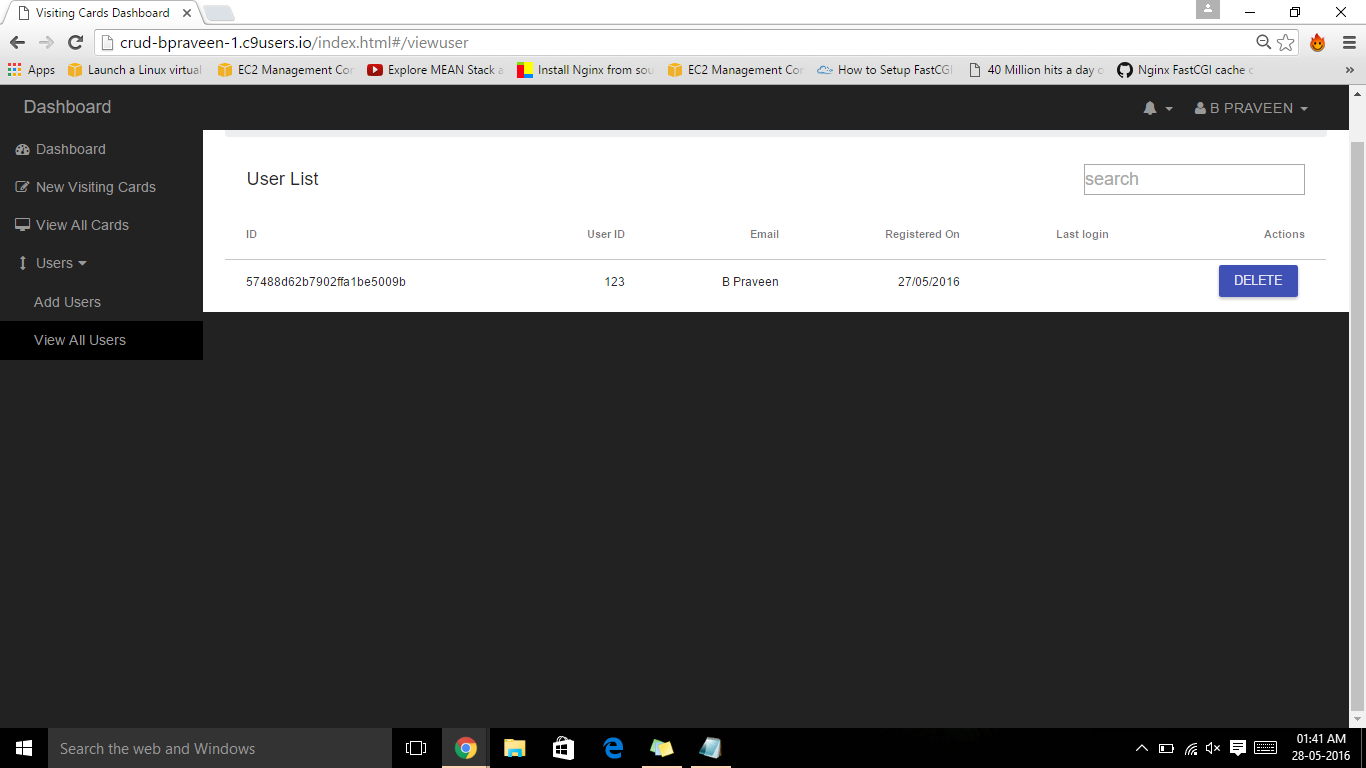 Visiting Cards Dashboard
crud-bpraveen-1.c9users.io/index.html#/viewuser
Apps Launch a Linux virtual EC2 Management Con Explore MEAN Stack a Install Nginx from sou EC2 Management Con How to Setup FastCGI 40 Million hits a day o Nginx FastCGI cache c »
Dashboard B PRAVEEN
Dashboard
New Visiting Cards
View All Cards
Users
Add Users
View All Users
User List search
ID User ID Email Registered On Last login Actions
57488d62b7902ffa1be5009b 123 B Praveen 27/05/2016 DELETE
Search the web and Windows
01:41 AM
28-05-2016